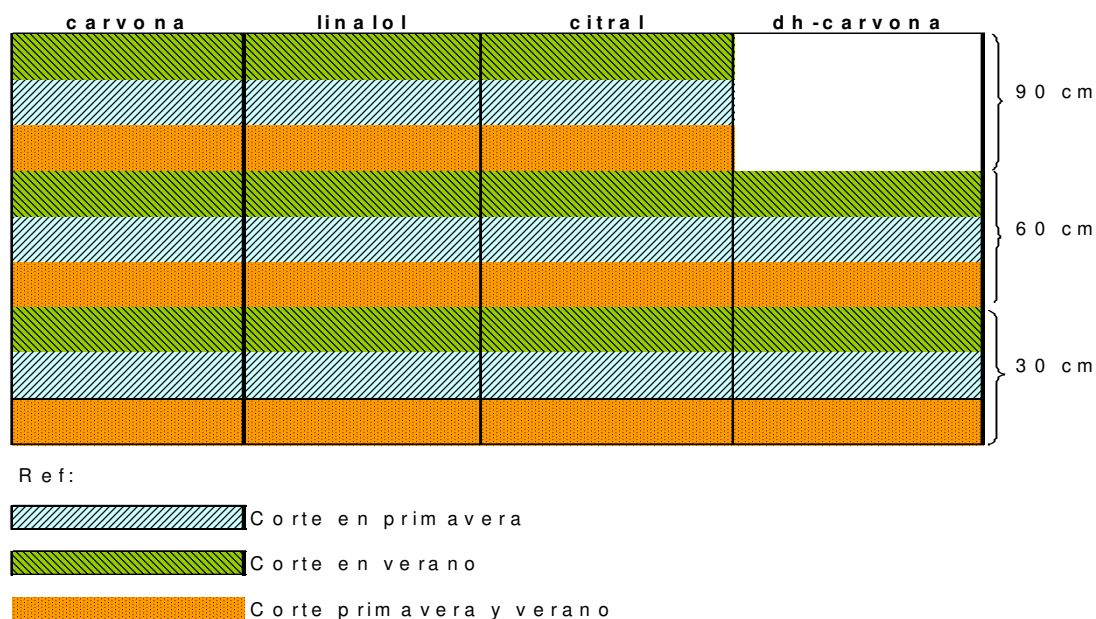 carvona linalol citral dh-carvona
90 cm
60 cm
30 cm
Ref:
Corte en primavera
Corte en verano
Corte primavera y verano